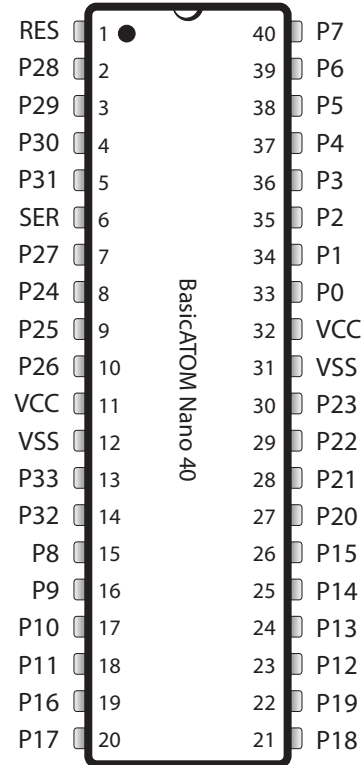 RES 1 40 P7
P28 2 39 P6
P29 3 38 P5
P30 4 37 P4
P31 5 36 P3
SER 6 35 P2
P27 7 34 P1
P24 8 33 P0
P25 9 32 VCC
P26 10 31 VSS
VCC 11 30 P23
VSS 12 29 P22
P33 13 28 P21
P32 14 27 P20
P8 15 26 P15
P9 16 25 P14
P10 17 24 P13
P11 18 23 P12
P16 19 22 P19
P17 20 21 P18
BasicATOM Nano 40